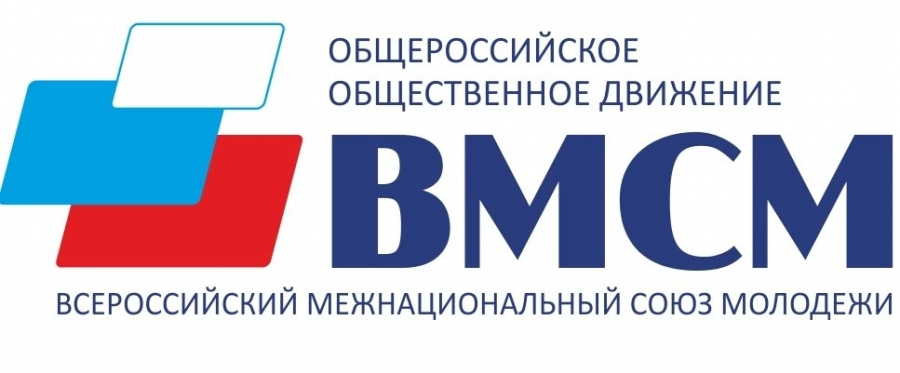 ОБЩЕРОССИЙСКОЕ
ОБЩЕСТВЕННОЕ ДВИЖЕНИЕ
ВМСМ
ВСЕРОССИЙСКИЙ МЕЖНАЦИОНАЛЬНЫЙ СОЮЗ МОЛОДЕЖИ